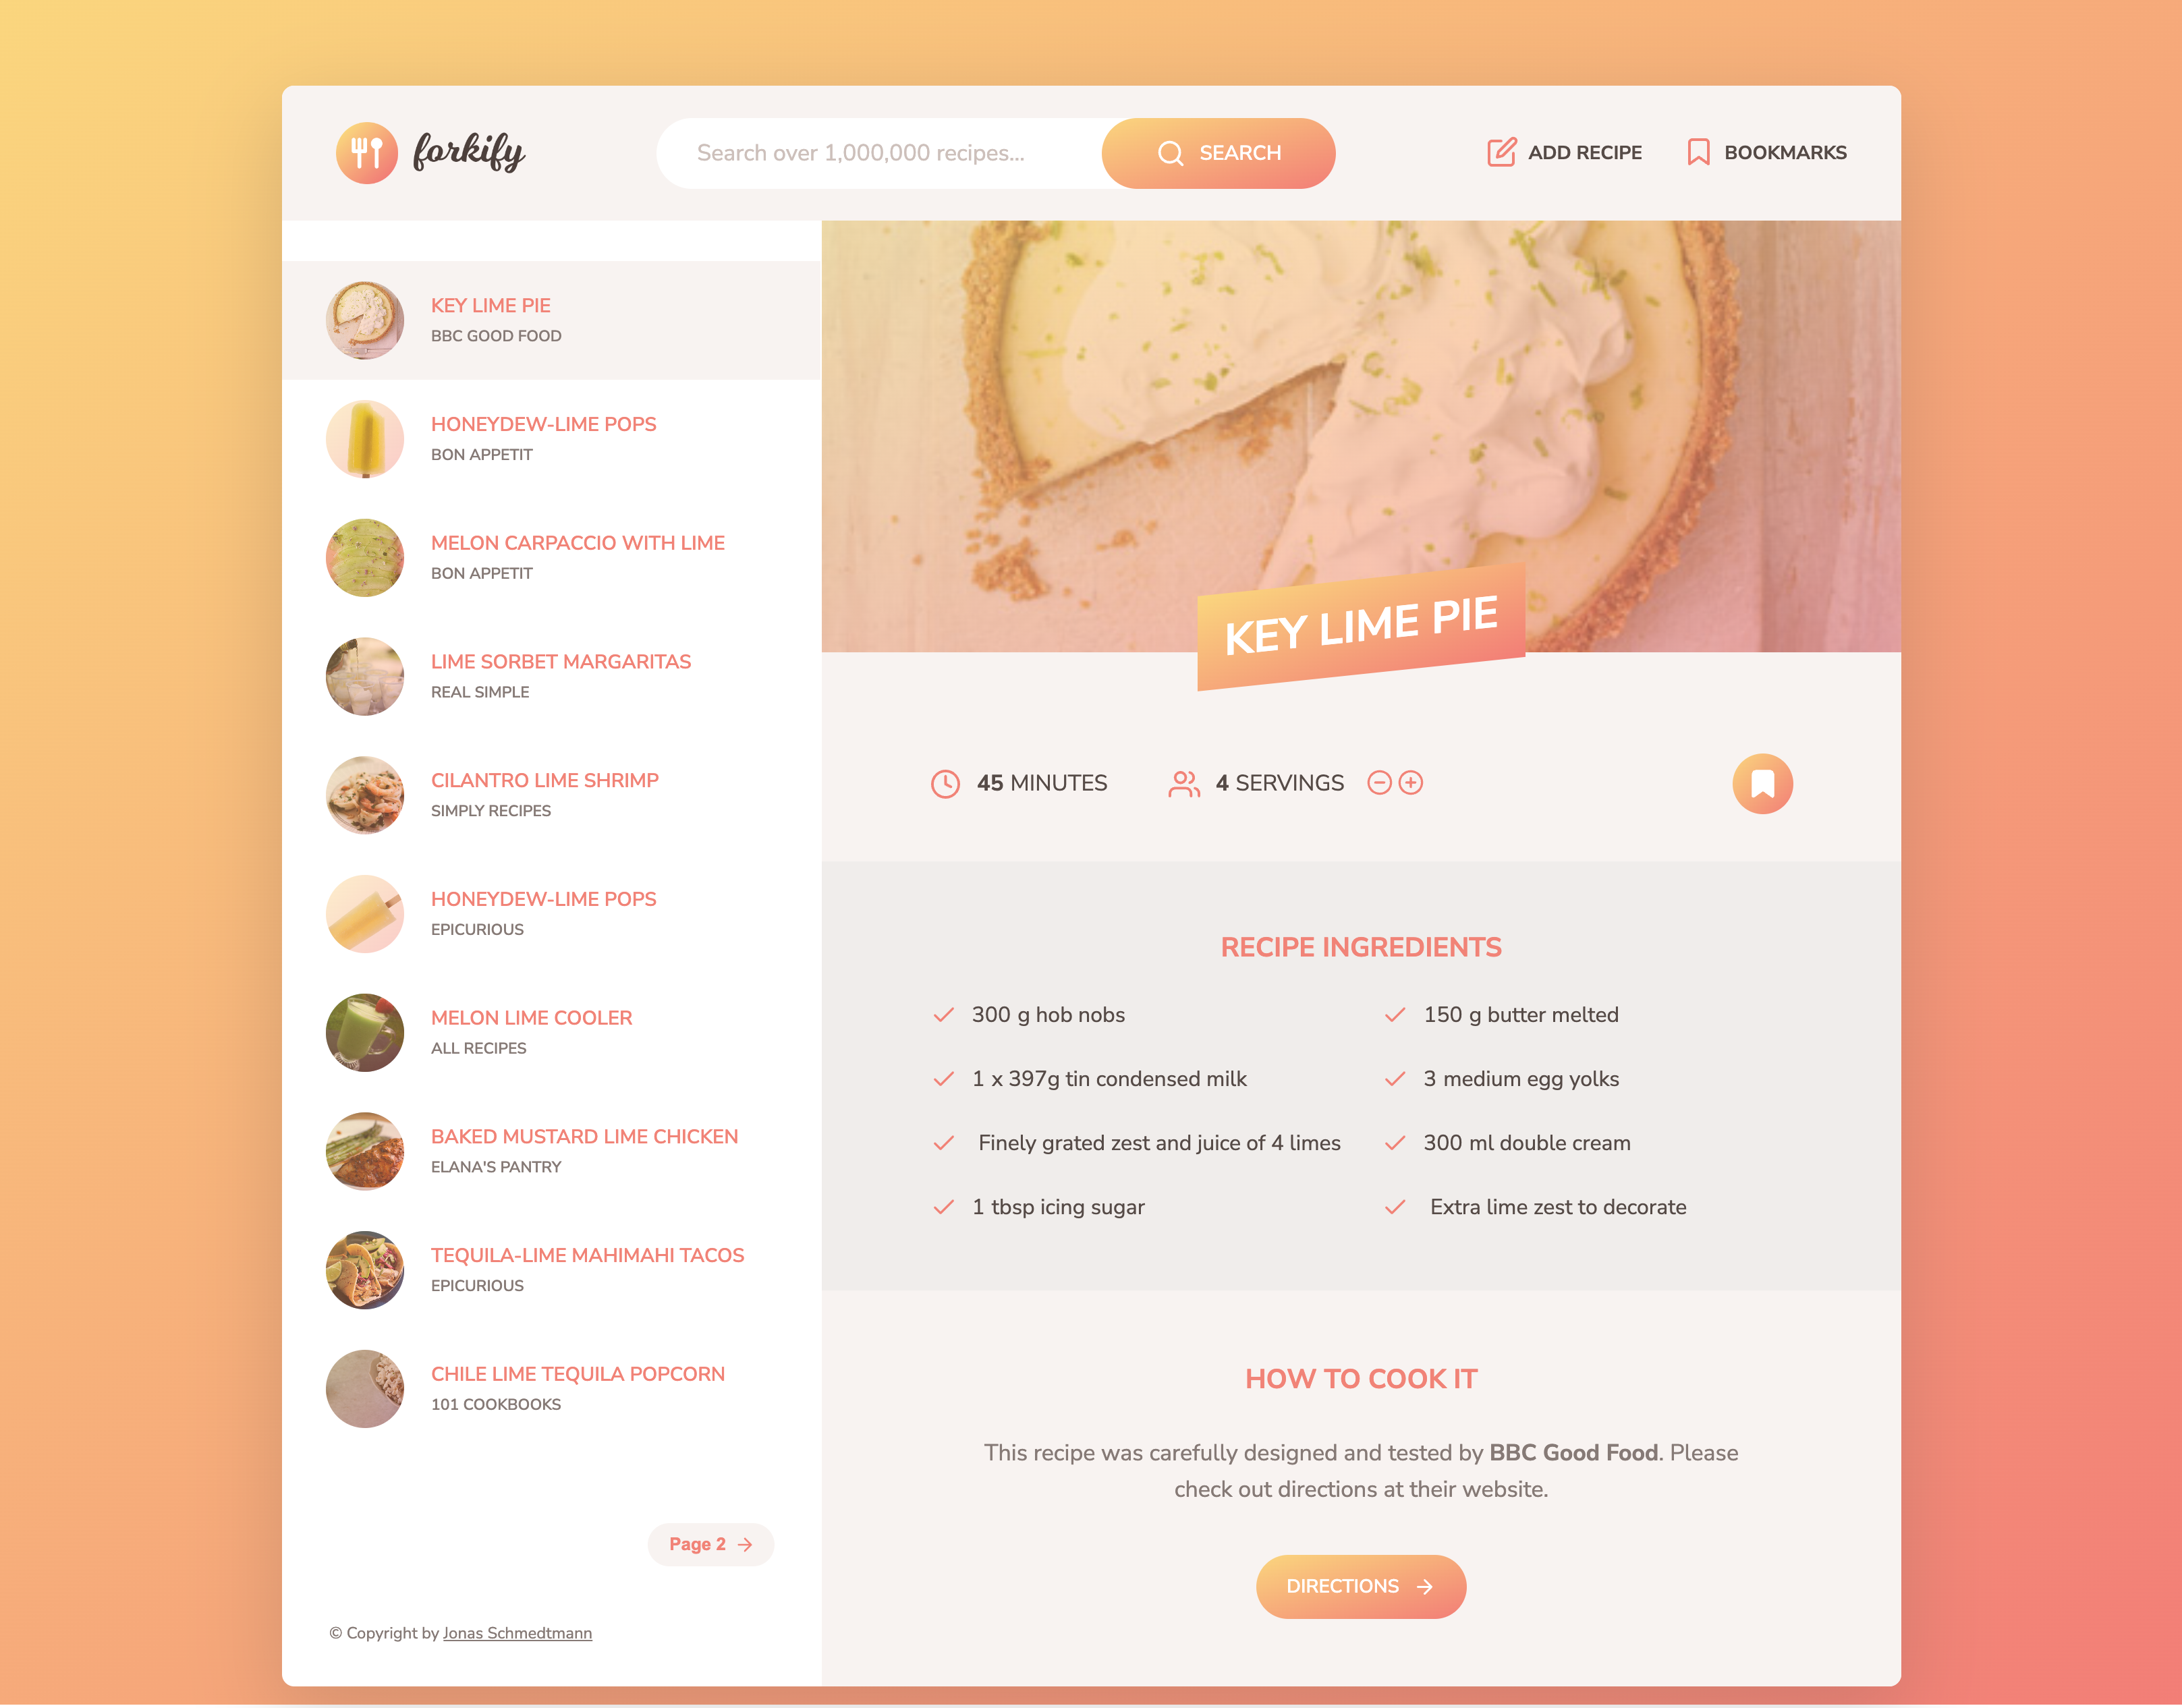 forkify
Search over 1,000,000 recipes...
SEARCH
ADD RECIPE
BOOKMARKS
KEY LIME PIE
BBC GOOD FOOD
HONEYDEW-LIME POPS
BON APPETIT
MELON CARPACCIO WITH LIME
BON APPETIT
LIME SORBET MARGARITAS
REAL SIMPLE
CILANTRO LIME SHRIMP
SIMPLY RECIPES
HONEYDEW-LIME POPS
EPICURIOUS
MELON LIME COOLER
ALL RECIPES
BAKED MUSTARD LIME CHICKEN
ELANA'S PANTRY
TEQUILA-LIME MAHIMAHI TACOS
EPICURIOUS
CHILE LIME TEQUILA POPCORN
101 COOKBOOKS
Page 2
© Copyright by Jonas Schmedtmann
KEY LIME PIE
45 MINUTES
4 SERVINGS
RECIPE INGREDIENTS
300 g hob nobs
150 g butter melted
1 x 397g tin condensed milk
3 medium egg yolks
Finely grated zest and juice of 4 limes
300 ml double cream
1 tbsp icing sugar
Extra lime zest to decorate
HOW TO COOK IT
This recipe was carefully designed and tested by BBC Good Food. Please
check out directions at their website.
DIRECTIONS